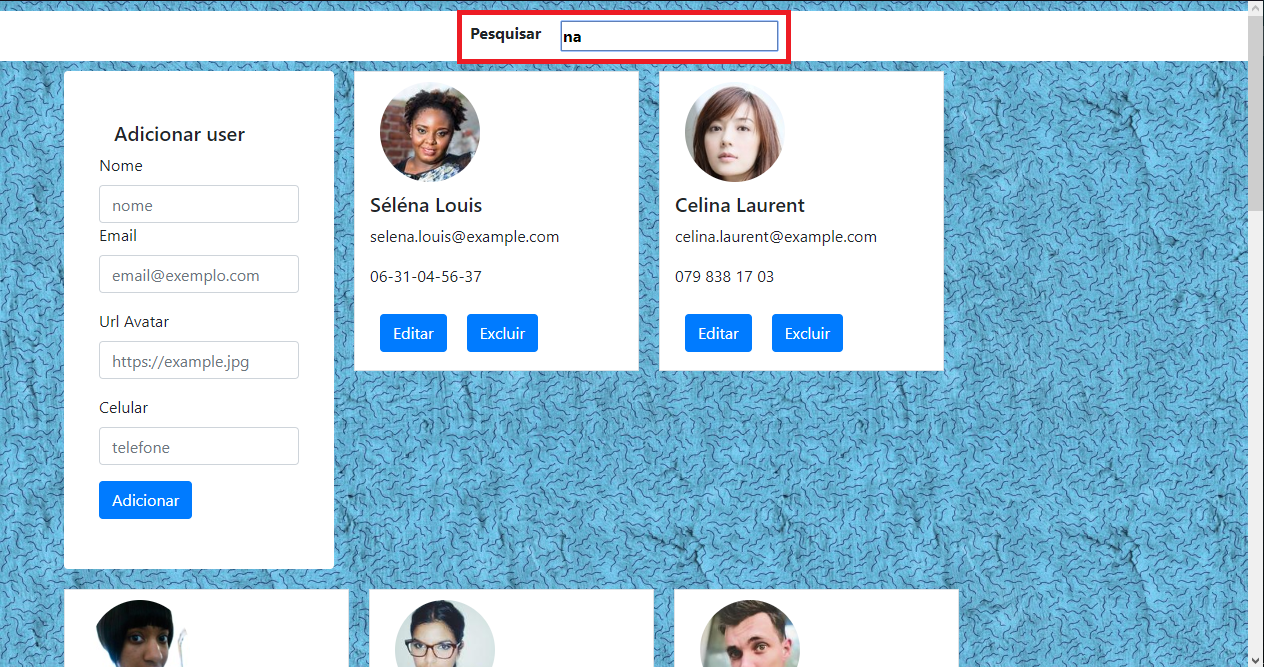 Pesquisar na
Adicionar user
Nome
nome
Email
email@exemplo.com
Url Avatar
https://example.jpg
Celular
telefone
Adicionar
Séléna Louis
selena.louis@example.com
06-31-04-56-37
Editar Excluir
Celina Laurent
celina.laurent@example.com
079 838 17 03
Editar Excluir